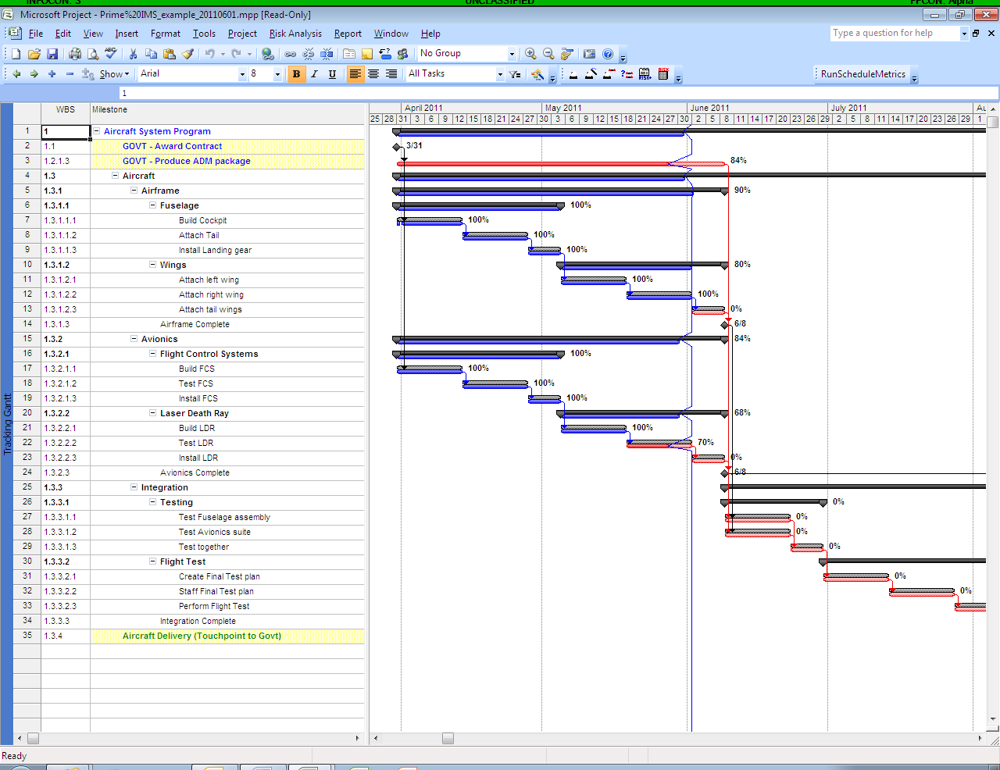 INFOCON: 3 UNCLASSIFIED FPCON: Alpha
Microsoft Project - Prime%20IMS_example_20110601.mpp [Read-Only]
File Edit View Insert Format Tools Project Risk Analysis Report Window Help Type a question for help
No Group
Show Arial 8 B I U All Tasks RunScheduleMetrics
1
WBS Milestone April 2011 May 2011 June 2011 July 2011 Au
25 28 31 3 6 9 12 15 18 21 24 27 30 3 6 9 12 15 18 21 24 27 30 2 5 8 11 14 17 20 23 26 29 2 5 8 11 14 17 20 23 26 29 1
1 1 Aircraft System Program
2 1.1 GOVT - Award Contract 3/31
3 1.2.1.3 GOVT - Produce ADM package 84%
4 1.3 Aircraft
5 1.3.1 Airframe 90%
6 1.3.1.1 Fuselage 100%
7 1.3.1.1.1 Build Cockpit 100%
8 1.3.1.1.2 Attach Tail 100%
9 1.3.1.1.3 Install Landing gear 100%
10 1.3.1.2 Wings 80%
11 1.3.1.2.1 Attach left wing 100%
12 1.3.1.2.2 Attach right wing 100%
13 1.3.1.2.3 Attach tail wings 0%
14 1.3.1.3 Airframe Complete 6/8
15 1.3.2 Avionics 84%
16 1.3.2.1 Flight Control Systems 100%
17 1.3.2.1.1 Build FCS 100%
18 1.3.2.1.2 Test FCS 100%
19 1.3.2.1.3 Install FCS 100%
20 1.3.2.2 Laser Death Ray 68%
21 1.3.2.2.1 Build LDR 100%
22 1.3.2.2.2 Test LDR 70%
23 1.3.2.2.3 Install LDR 0%
24 1.3.2.3 Avionics Complete 6/8
25 1.3.3 Integration
26 1.3.3.1 Testing 0%
27 1.3.3.1.1 Test Fuselage assembly 0%
28 1.3.3.1.2 Test Avionics suite 0%
29 1.3.3.1.3 Test together 0%
30 1.3.3.2 Flight Test
31 1.3.3.2.1 Create Final Test plan 0%
32 1.3.3.2.2 Staff Final Test plan 0%
33 1.3.3.2.3 Perform Flight Test
34 1.3.3.3 Integration Complete
35 1.3.4 Aircraft Delivery (Touchpoint to Govt)
Tracking Gantt
Ready